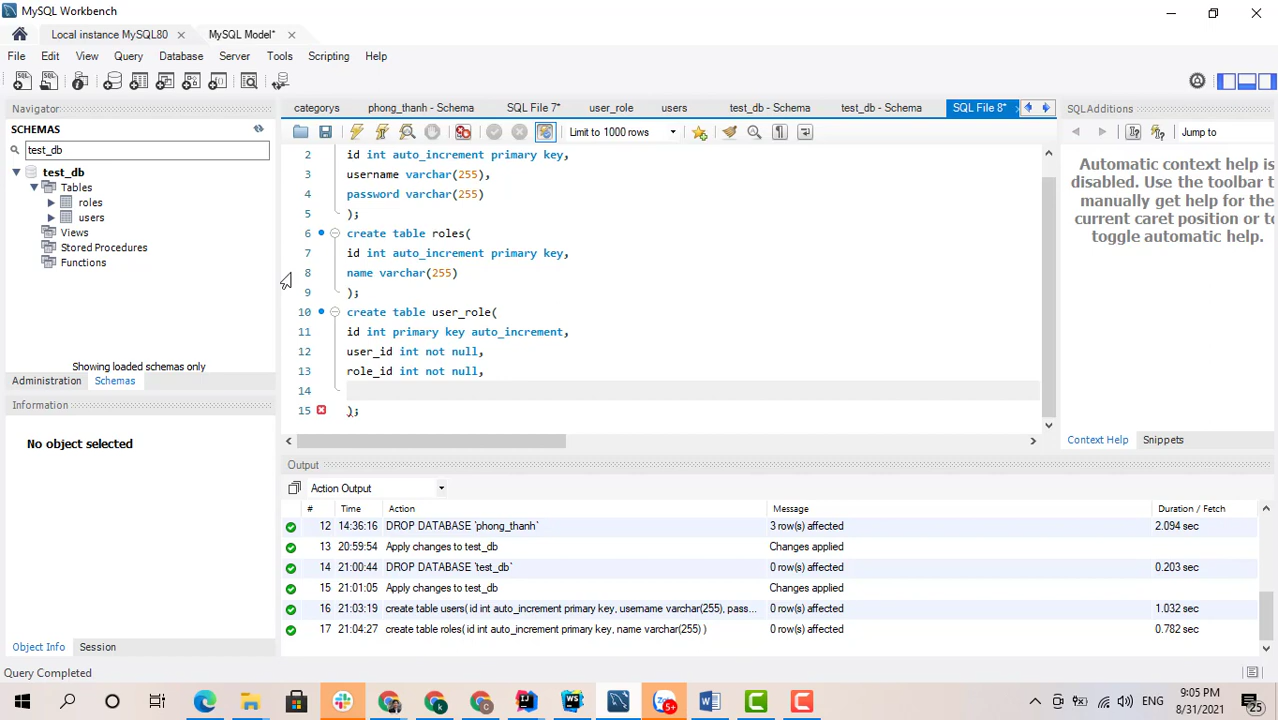 MySQL Workbench
Local instance MySQL80
MySQL Model*
File Edit View Query Database Server Tools Scripting Help
Navigator
SCHEMAS
test_db
test_db
Tables
roles
users
Views
Stored Procedures
Functions
Showing loaded schemas only
Administration Schemas
Information
No object selected
Object Info Session
categorys
phong_thanh - Schema
SQL File 7*
user_role
users
test_db - Schema
test_db - Schema
SQL File 8*
Limit to 1000 rows
2 id int auto_increment primary key,
3 username varchar(255),
4 password varchar(255)
5 );
6 create table roles(
7 id int auto_increment primary key,
8 name varchar(255)
9 );
10 create table user_role(
11 id int primary key auto_increment,
12 user_id int not null,
13 role_id int not null,
14
15 );
SQLAdditions
Jump to
Automatic context help is
disabled. Use the toolbar t
manually get help for the
current caret position or to
toggle automatic help.
Context Help Snippets
Output
Action Output
# Time Action Message Duration / Fetch
12 14:36:16 DROP DATABASE `phong_thanh` 3 row(s) affected 2.094 sec
13 20:59:54 Apply changes to test_db Changes applied
14 21:00:44 DROP DATABASE `test_db` 0 row(s) affected 0.203 sec
15 21:01:05 Apply changes to test_db Changes applied
16 21:03:19 create table users( id int auto_increment primary key, username varchar(255), pass... 0 row(s) affected 1.032 sec
17 21:04:27 create table roles( id int auto_increment primary key, name varchar(255) ) 0 row(s) affected 0.782 sec
Query Completed
5+
ENG
9:05 PM
8/31/2021
25